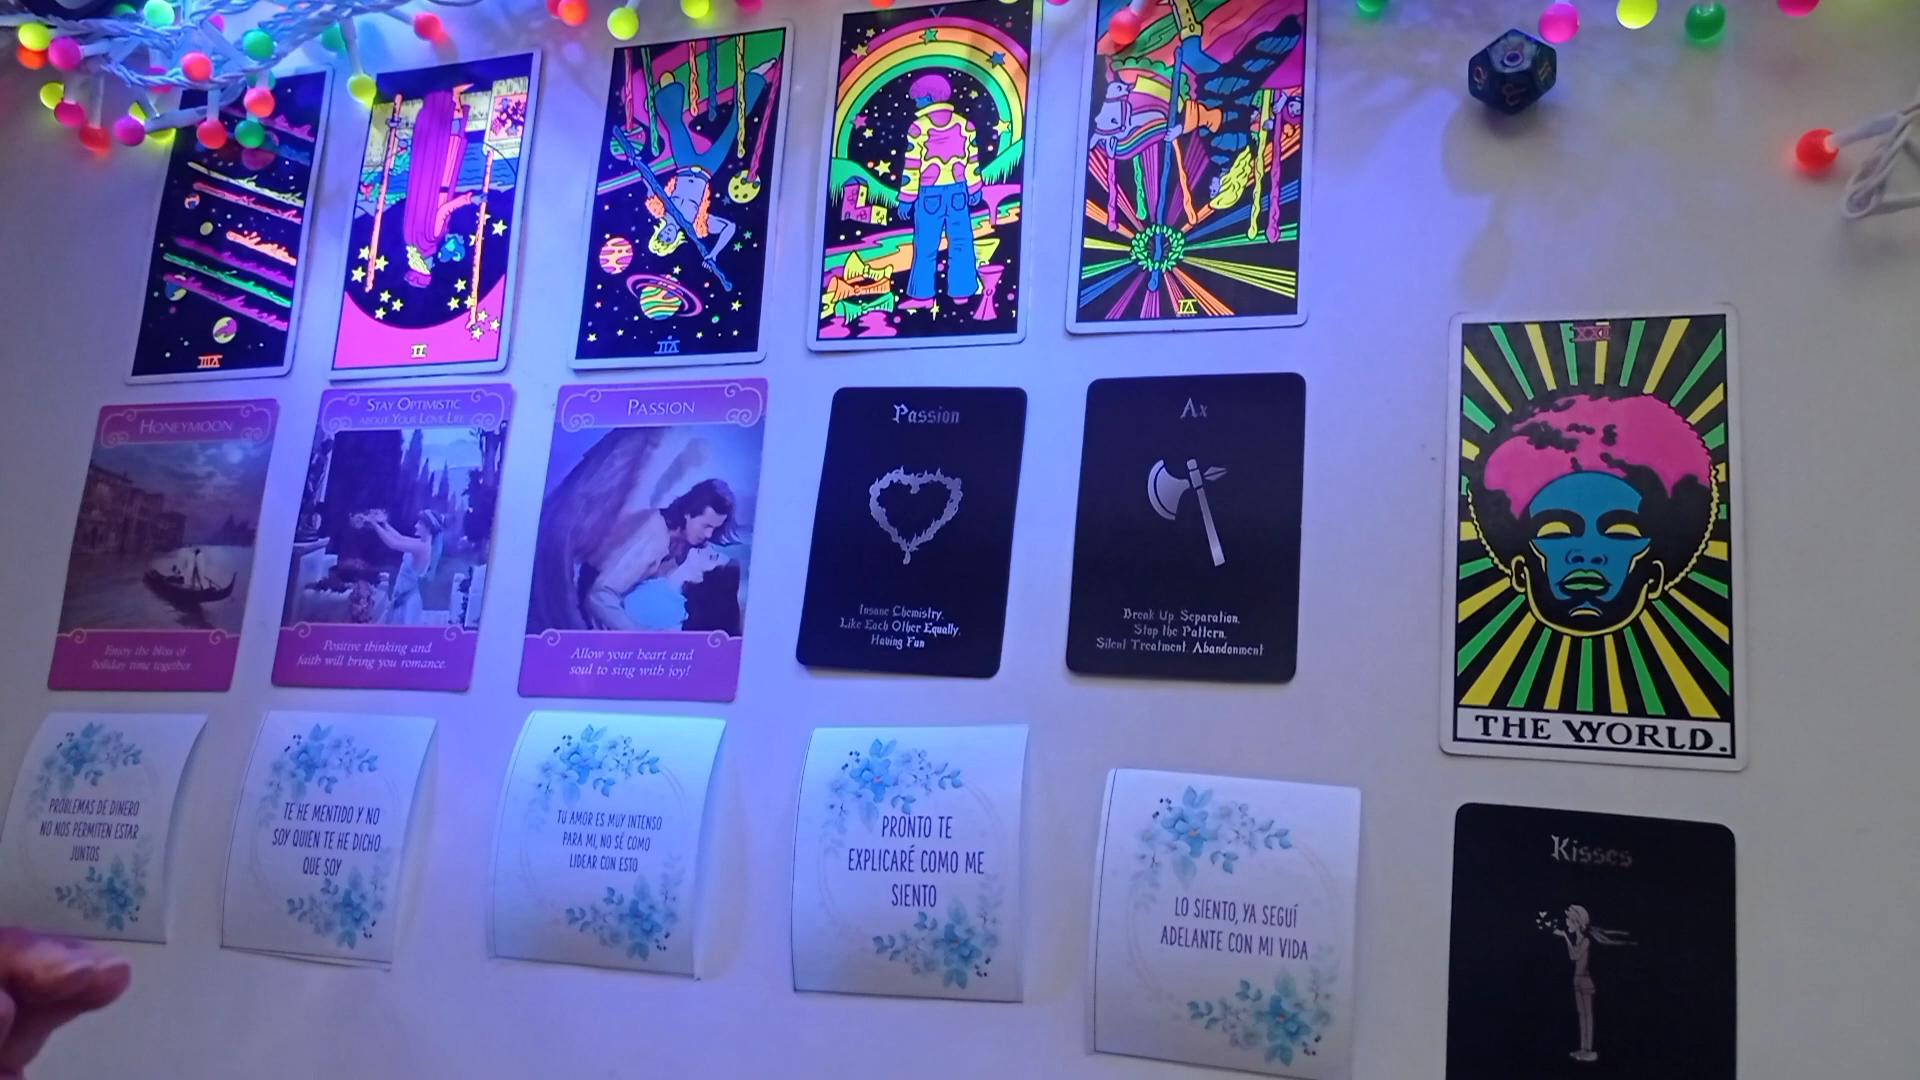 V
HONEYMOON
Enjoy the bliss of
holiday time together.
STAY OPTIMISTIC
ABOUT YOUR LOVE LIFE
Positive thinking and
faith will bring you romance.
PASSION
Allow your heart and
soul to sing with joy!
Passion
Insane Chemistry,
Like Each Other Equally,
Having Fun
Ax
Break Up Separation,
Stop the Pattern,
Silent Treatment, Abandonment
XXI
THE WORLD.
PROBLEMAS DE DINERO
NO NOS PERMITEN ESTAR
JUNTOS
TE HE MENTIDO Y NO
SOY QUIEN TE HE DICHO
QUE SOY
TU AMOR ES MUY INTENSO
PARA MI, NO SÉ COMO
LIDEAR CON ESTO
PRONTO TE
EXPLICARÉ COMO ME
SIENTO
LO SIENTO, YA SEGUÍ
ADELANTE CON MI VIDA
Kisses